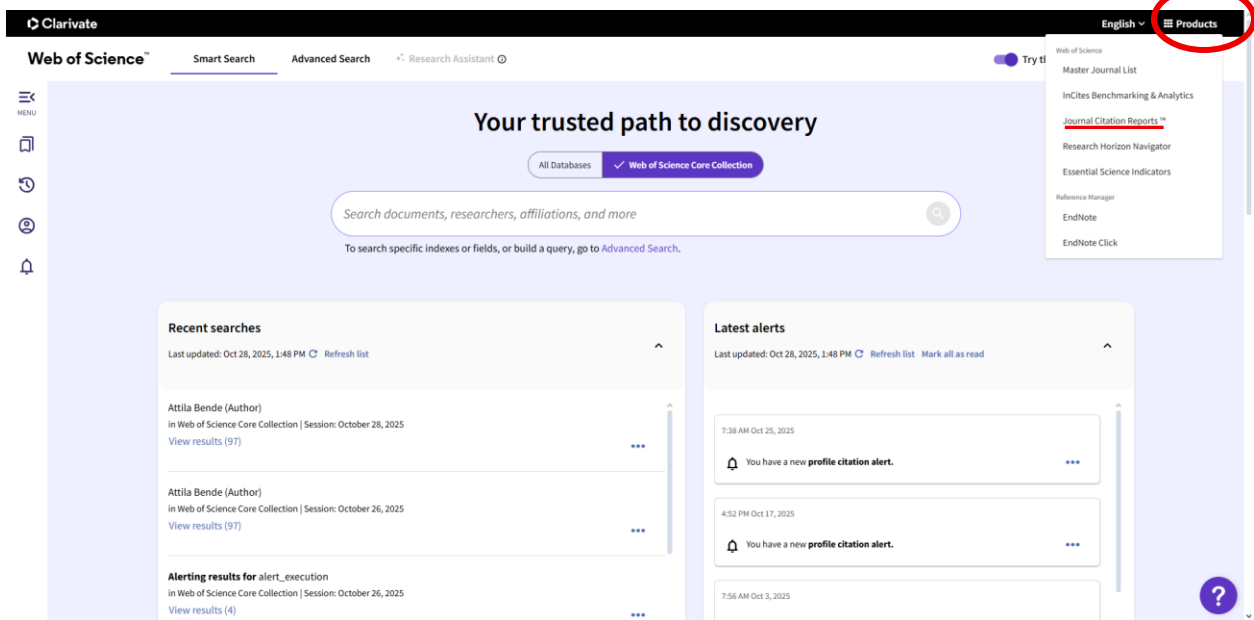 Clarivate
English
Products
Web of Science™
Smart Search
Advanced Search
Research Assistant
Try th
Web of Science
Master Journal List
InCites Benchmarking & Analytics
Journal Citation Reports ™
Research Horizon Navigator
Essential Science Indicators
Reference Manager
EndNote
EndNote Click
MENU
Your trusted path to discovery
All Databases
Web of Science Core Collection
Search documents, researchers, affiliations, and more
To search specific indexes or fields, or build a query, go to Advanced Search.
Recent searches
Last updated: Oct 28, 2025, 1:48 PM Refresh list
Attila Bende (Author)
in Web of Science Core Collection | Session: October 28, 2025
View results (97)
Attila Bende (Author)
in Web of Science Core Collection | Session: October 26, 2025
View results (97)
Alerting results for alert_execution
in Web of Science Core Collection | Session: October 26, 2025
View results (4)
Latest alerts
Last updated: Oct 28, 2025, 1:48 PM Refresh list Mark all as read
7:38 AM Oct 25, 2025
You have a new profile citation alert.
4:52 PM Oct 17, 2025
You have a new profile citation alert.
7:56 AM Oct 3, 2025
?